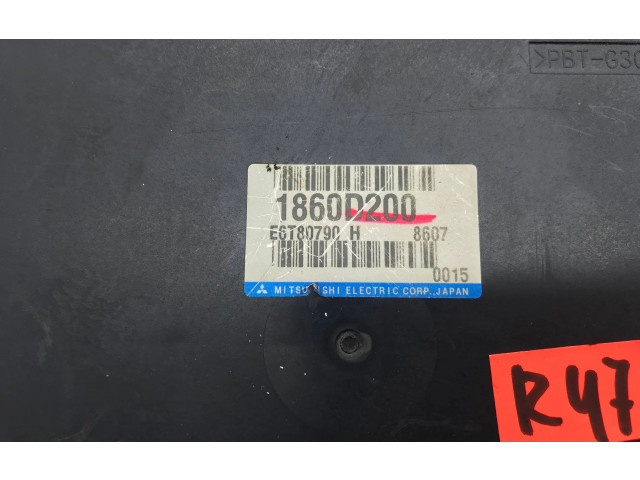 >PBT-G30
1860D200
E6T80790 H 8607
0015
MITSUBISHI ELECTRIC CORP.,JAPAN
R47